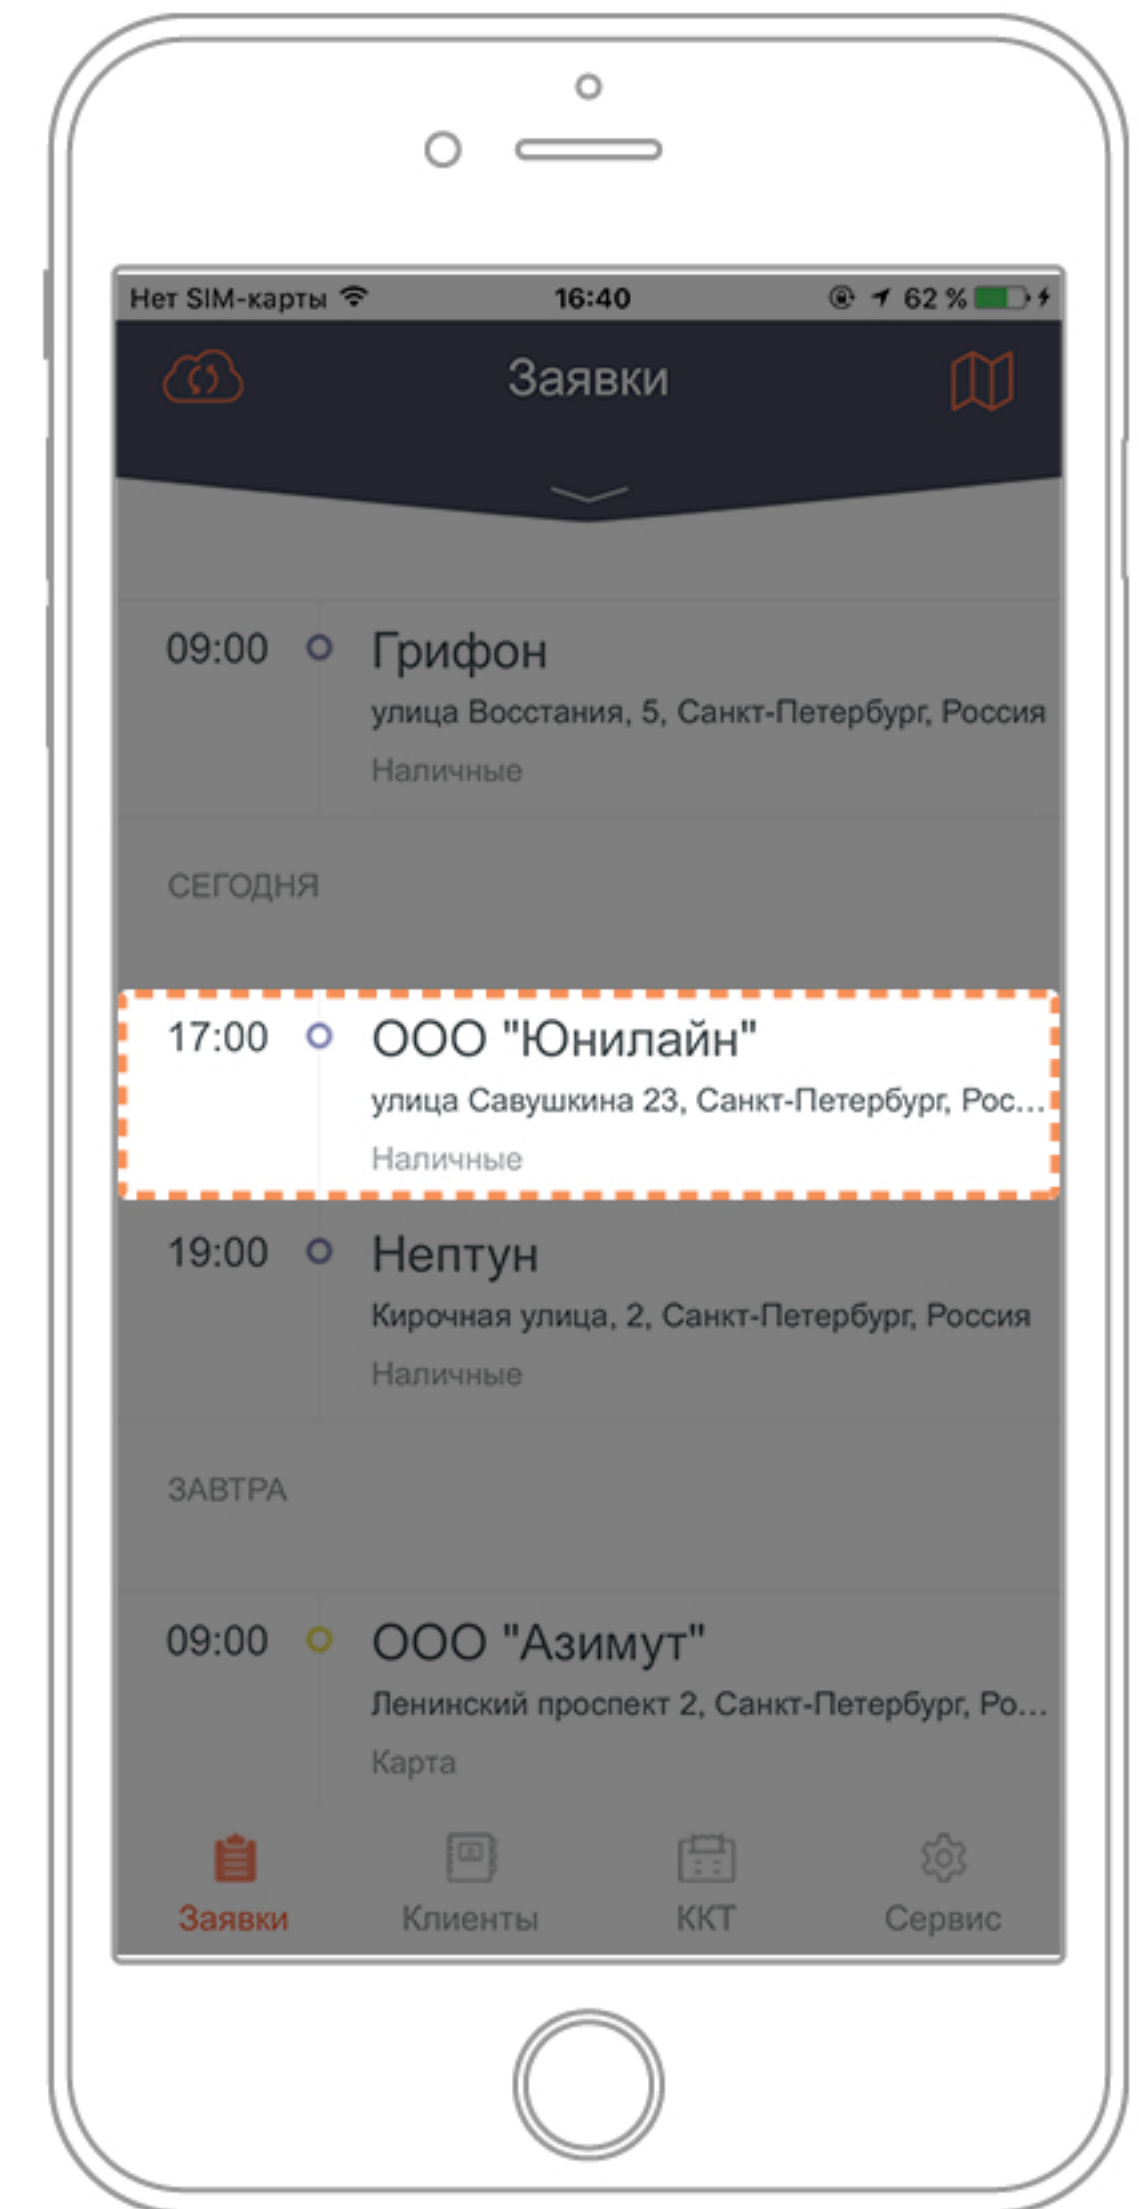 Нет SIM-карты 16:40 62 %
Заявки
09:00 Грифон
улица Восстания, 5, Санкт-Петербург, Россия
Наличные
СЕГОДНЯ
17:00 ООО "Юнилайн"
улица Савушкина 23, Санкт-Петербург, Рос...
Наличные
19:00 Нептун
Кирочная улица, 2, Санкт-Петербург, Россия
Наличные
ЗАВТРА
09:00 ООО "Азимут"
Ленинский проспект 2, Санкт-Петербург, Ро...
Карта
Заявки Клиенты ККТ Сервис